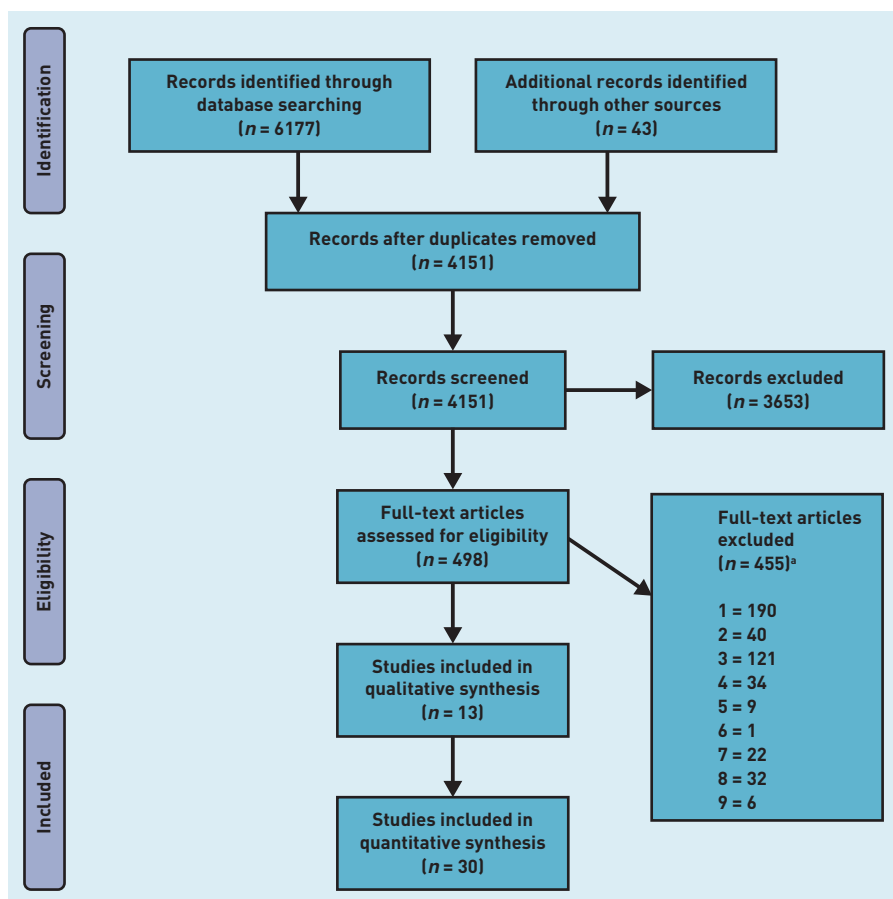 Identification
Records identified through
database searching
(n = 6177)
Additional records identified
through other sources
(n = 43)
Records after duplicates removed
(n = 4151)
Screening
Records screened
(n = 4151)
Records excluded
(n = 3653)
Eligibility
Full-text articles
assessed for eligibility
(n = 498)
Full-text articles
excluded
(n = 455)ª
1 = 190
2 = 40
3 = 121
4 = 34
5 = 9
6 = 1
7 = 22
8 = 32
9 = 6
Studies included in
qualitative synthesis
(n = 13)
Included
Studies included in
quantitative synthesis
(n = 30)